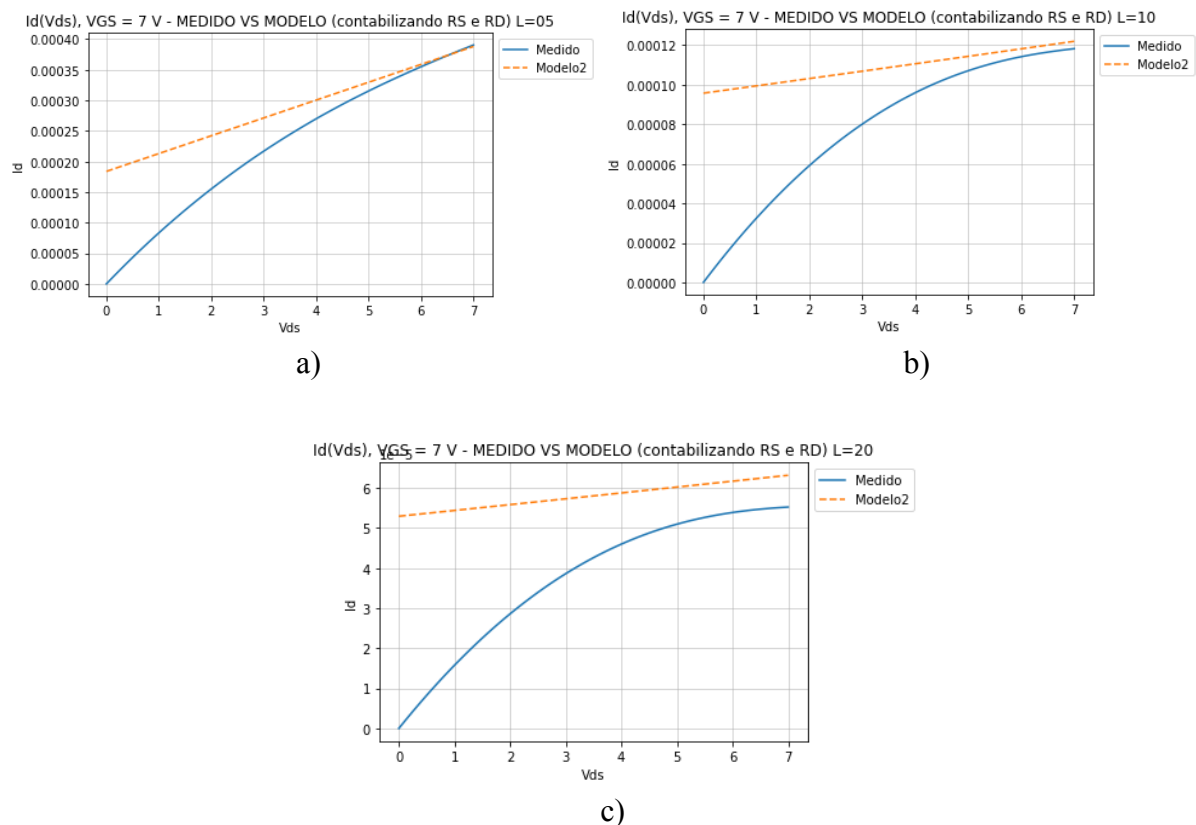 Id(Vds), VGS = 7 V - MEDIDO VS MODELO (contabilizando RS e RD) L=05
0.00040
0.00035
0.00030
0.00025
0.00020
0.00015
0.00010
0.00005
0.00000
Id
0 1 2 3 4 5 6 7
Vds
Medido
Modelo2
a)
Id(Vds), VGS = 7 V - MEDIDO VS MODELO (contabilizando RS e RD) L=10
0.00012
0.00010
0.00008
0.00006
0.00004
0.00002
0.00000
Id
0 1 2 3 4 5 6 7
Vds
Medido
Modelo2
b)
Id(Vds), VGS = 7 V - MEDIDO VS MODELO (contabilizando RS e RD) L=20
1e-5
6
5
4
3
2
1
0
Id
0 1 2 3 4 5 6 7
Vds
Medido
Modelo2
c)